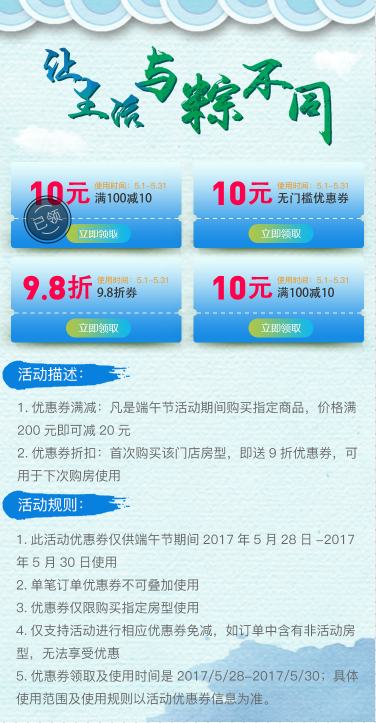 让生活与粽不同
10元 使用时间：5.1-5.31
满100减10
已领
立即领取
10元 使用时间：5.1-5.31
无门槛优惠券
立即领取
9.8折 使用时间：5.1-5.31
9.8折券
立即领取
10元 使用时间：5.1-5.31
满100减10
立即领取
活动描述：
1. 优惠券满减：凡是端午节活动期间购买指定商品，价格满
200 元即可减 20 元
2. 优惠券折扣：首次购买该门店房型，即送 9 折优惠券，可
用于下次购房使用
活动规则：
1. 此活动优惠券仅供端午节期间 2017 年 5 月 28 日 -2017
年 5 月 30 日使用
2. 单笔订单优惠券不可叠加使用
3. 优惠券仅限购买指定房型使用
4. 仅支持活动进行相应优惠券免减，如订单中含有非活动房
型，无法享受优惠
5. 优惠券领取及使用时间是 2017/5/28-2017/5/30；具体
使用范围及使用规则以活动优惠券信息为准。